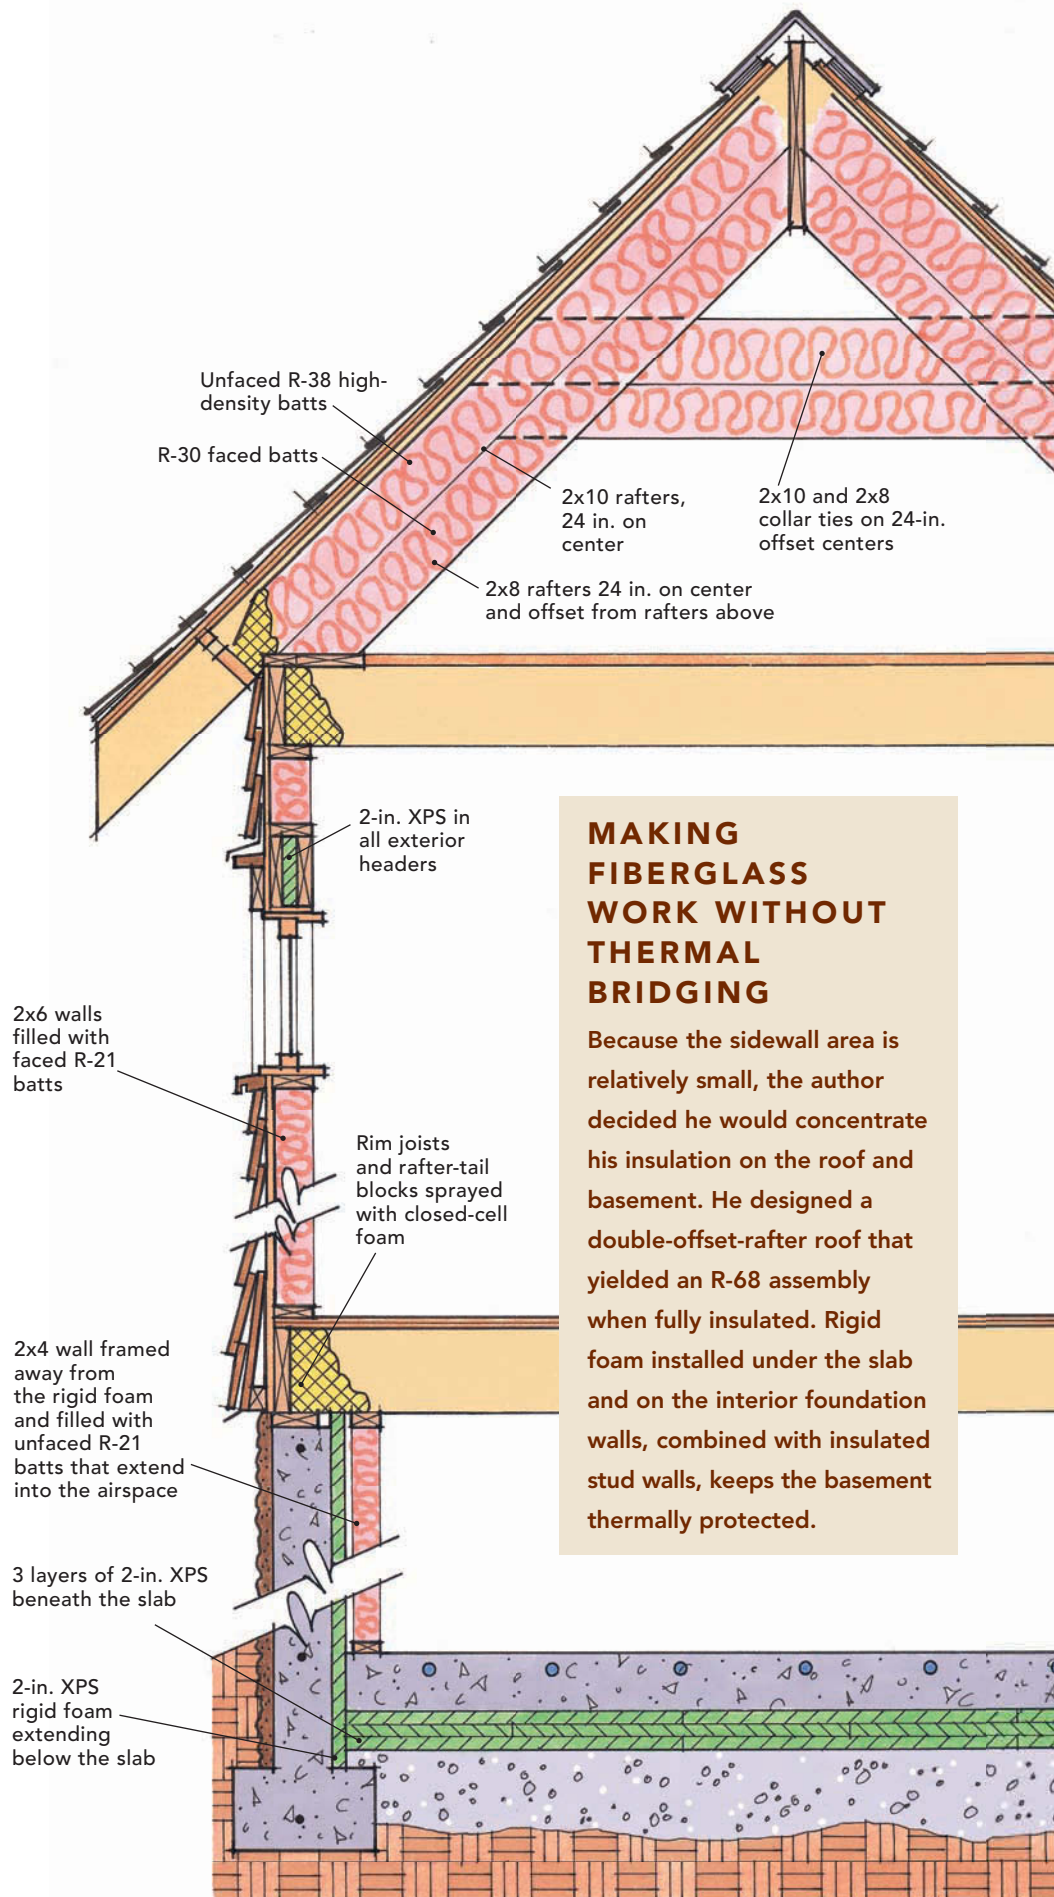 Unfaced R-38 high-
density batts
R-30 faced batts
2x10 rafters,
24 in. on
center
2x10 and 2x8
collar ties on 24-in.
offset centers
2x8 rafters 24 in. on center
and offset from rafters above
2-in. XPS in
all exterior
headers
MAKING
FIBERGLASS
WORK WITHOUT
THERMAL
BRIDGING
Because the sidewall area is
relatively small, the author
decided he would concentrate
his insulation on the roof and
basement. He designed a
double-offset-rafter roof that
yielded an R-68 assembly
when fully insulated. Rigid
foam installed under the slab
and on the interior foundation
walls, combined with insulated
stud walls, keeps the basement
thermally protected.
2x6 walls
filled with
faced R-21
batts
Rim joists
and rafter-tail
blocks sprayed
with closed-cell
foam
2x4 wall framed
away from
the rigid foam
and filled with
unfaced R-21
batts that extend
into the airspace
3 layers of 2-in. XPS
beneath the slab
2-in. XPS
rigid foam
extending
below the slab